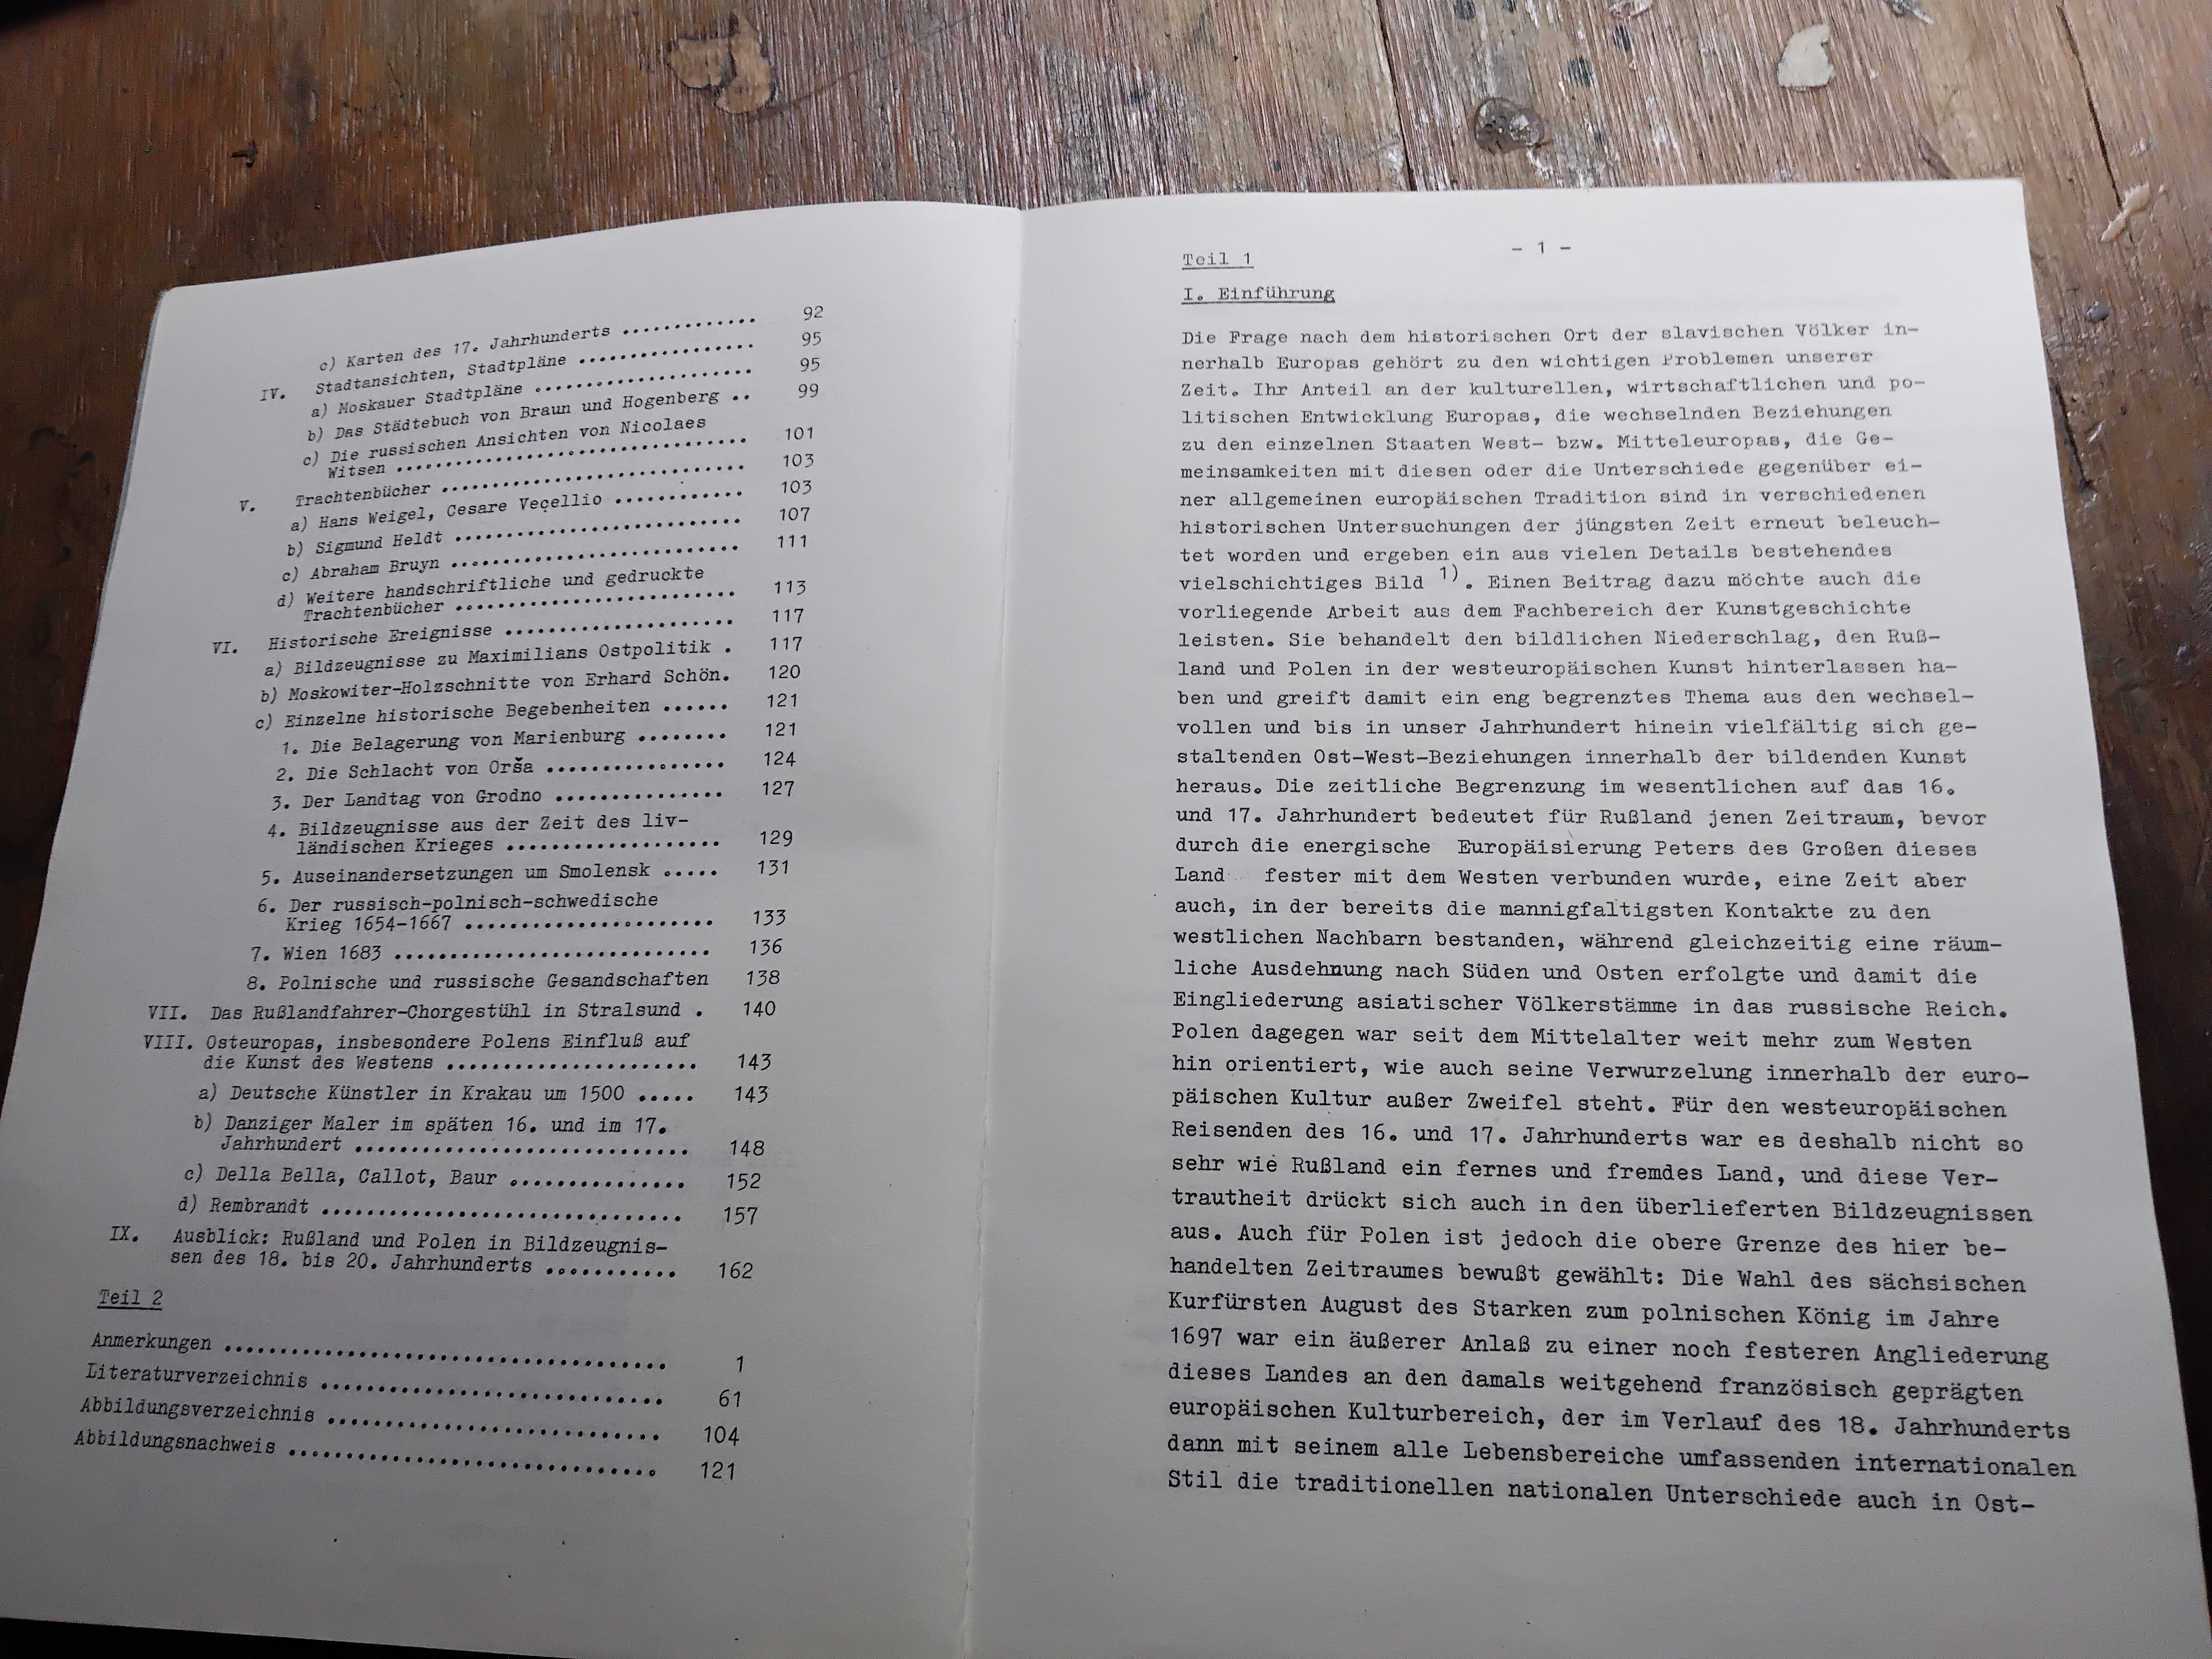 c) Karten des 17. Jahrhunderts ............. 92
IV. Stadtansichten, Stadtpläne ................. 95
a) Moskauer Stadtpläne ..................... 95
b) Das Städtebuch von Braun und Hogenberg .. 99
c) Die russischen Ansichten von Nicolaes
Witsen .................................. 101
V. Trachtenbücher ............................. 103
a) Hans Weigel, Cesare Veçellio ............ 103
b) Sigmund Heldt ........................... 107
c) Abraham Bruyn ........................... 111
d) Weitere handschriftliche und gedruckte
Trachtenbücher .......................... 113
VI. Historische Ereignisse ..................... 117
a) Bildzeugnisse zu Maximilians Ostpolitik . 117
b) Moskowiter-Holzschnitte von Erhard Schön. 120
c) Einzelne historische Begebenheiten ...... 121
1. Die Belagerung von Marienburg ........ 121
2. Die Schlacht von Orša ................ 124
3. Der Landtag von Grodno ............... 127
4. Bildzeugnisse aus der Zeit des liv-
ländischen Krieges ................... 129
5. Auseinandersetzungen um Smolensk ..... 131
6. Der russisch-polnisch-schwedische
Krieg 1654-1667 ...................... 133
7. Wien 1683 ............................ 136
8. Polnische und russische Gesandschaften 138
VII. Das Rußlandfahrer-Chorgestühl in Stralsund . 140
VIII. Osteuropas, insbesondere Polens Einfluß auf
die Kunst des Westens ...................... 143
a) Deutsche Künstler in Krakau um 1500 ..... 143
b) Danziger Maler im späten 16. und im 17.
Jahrhundert ............................. 148
c) Della Bella, Callot, Baur ............... 152
d) Rembrandt ............................... 157
IX. Ausblick: Rußland und Polen in Bildzeugnis-
sen des 18. bis 20. Jahrhunderts ........... 162
Teil 2
Anmerkungen ...................................... 1
Literaturverzeichnis ............................. 61
Abbildungsverzeichnis ............................ 104
Abbildungsnachweis ............................... 121
- 1 -
Teil 1
I. Einführung
Die Frage nach dem historischen Ort der slavischen Völker in-
nerhalb Europas gehört zu den wichtigen Problemen unserer
Zeit. Ihr Anteil an der kulturellen, wirtschaftlichen und po-
litischen Entwicklung Europas, die wechselnden Beziehungen
zu den einzelnen Staaten West- bzw. Mitteleuropas, die Ge-
meinsamkeiten mit diesen oder die Unterschiede gegenüber ei-
ner allgemeinen europäischen Tradition sind in verschiedenen
historischen Untersuchungen der jüngsten Zeit erneut beleuch-
tet worden und ergeben ein aus vielen Details bestehendes
vielschichtiges Bild 1). Einen Beitrag dazu möchte auch die
vorliegende Arbeit aus dem Fachbereich der Kunstgeschichte
leisten. Sie behandelt den bildlichen Niederschlag, den Ruß-
land und Polen in der westeuropäischen Kunst hinterlassen ha-
ben und greift damit ein eng begrenztes Thema aus den wechsel-
vollen und bis in unser Jahrhundert hinein vielfältig sich ge-
staltenden Ost-West-Beziehungen innerhalb der bildenden Kunst
heraus. Die zeitliche Begrenzung im wesentlichen auf das 16.
und 17. Jahrhundert bedeutet für Rußland jenen Zeitraum, bevor
durch die energische Europäisierung Peters des Großen dieses
Land fester mit dem Westen verbunden wurde, eine Zeit aber
auch, in der bereits die mannigfaltigsten Kontakte zu den
westlichen Nachbarn bestanden, während gleichzeitig eine räum-
liche Ausdehnung nach Süden und Osten erfolgte und damit die
Eingliederung asiatischer Völkerstämme in das russische Reich.
Polen dagegen war seit dem Mittelalter weit mehr zum Westen
hin orientiert, wie auch seine Verwurzelung innerhalb der euro-
päischen Kultur außer Zweifel steht. Für den westeuropäischen
Reisenden des 16. und 17. Jahrhunderts war es deshalb nicht so
sehr wie Rußland ein fernes und fremdes Land, und diese Ver-
trautheit drückt sich auch in den überlieferten Bildzeugnissen
aus. Auch für Polen ist jedoch die obere Grenze des hier be-
handelten Zeitraumes bewußt gewählt: Die Wahl des sächsischen
Kurfürsten August des Starken zum polnischen König im Jahre
1697 war ein äußerer Anlaß zu einer noch festeren Angliederung
dieses Landes an den damals weitgehend französisch geprägten
europäischen Kulturbereich, der im Verlauf des 18. Jahrhunderts
dann mit seinem alle Lebensbereiche umfassenden internationalen
Stil die traditionellen nationalen Unterschiede auch in Ost-